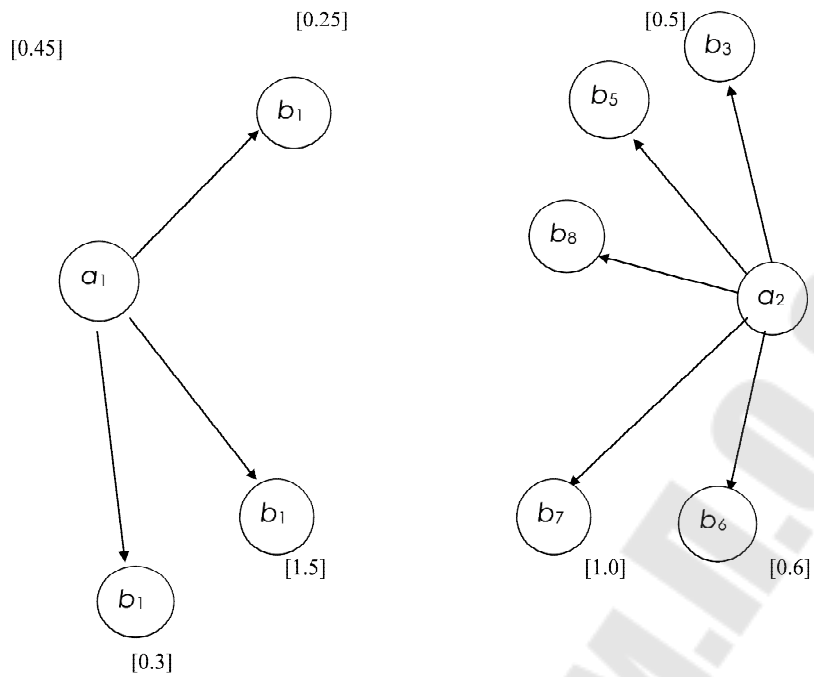 [0.25]
[0.5]
[0.45]
b3
b5
b1
b8
a1
a2
b1
b7
b6
[1.5]
[1.0]
[0.6]
b1
[0.3]